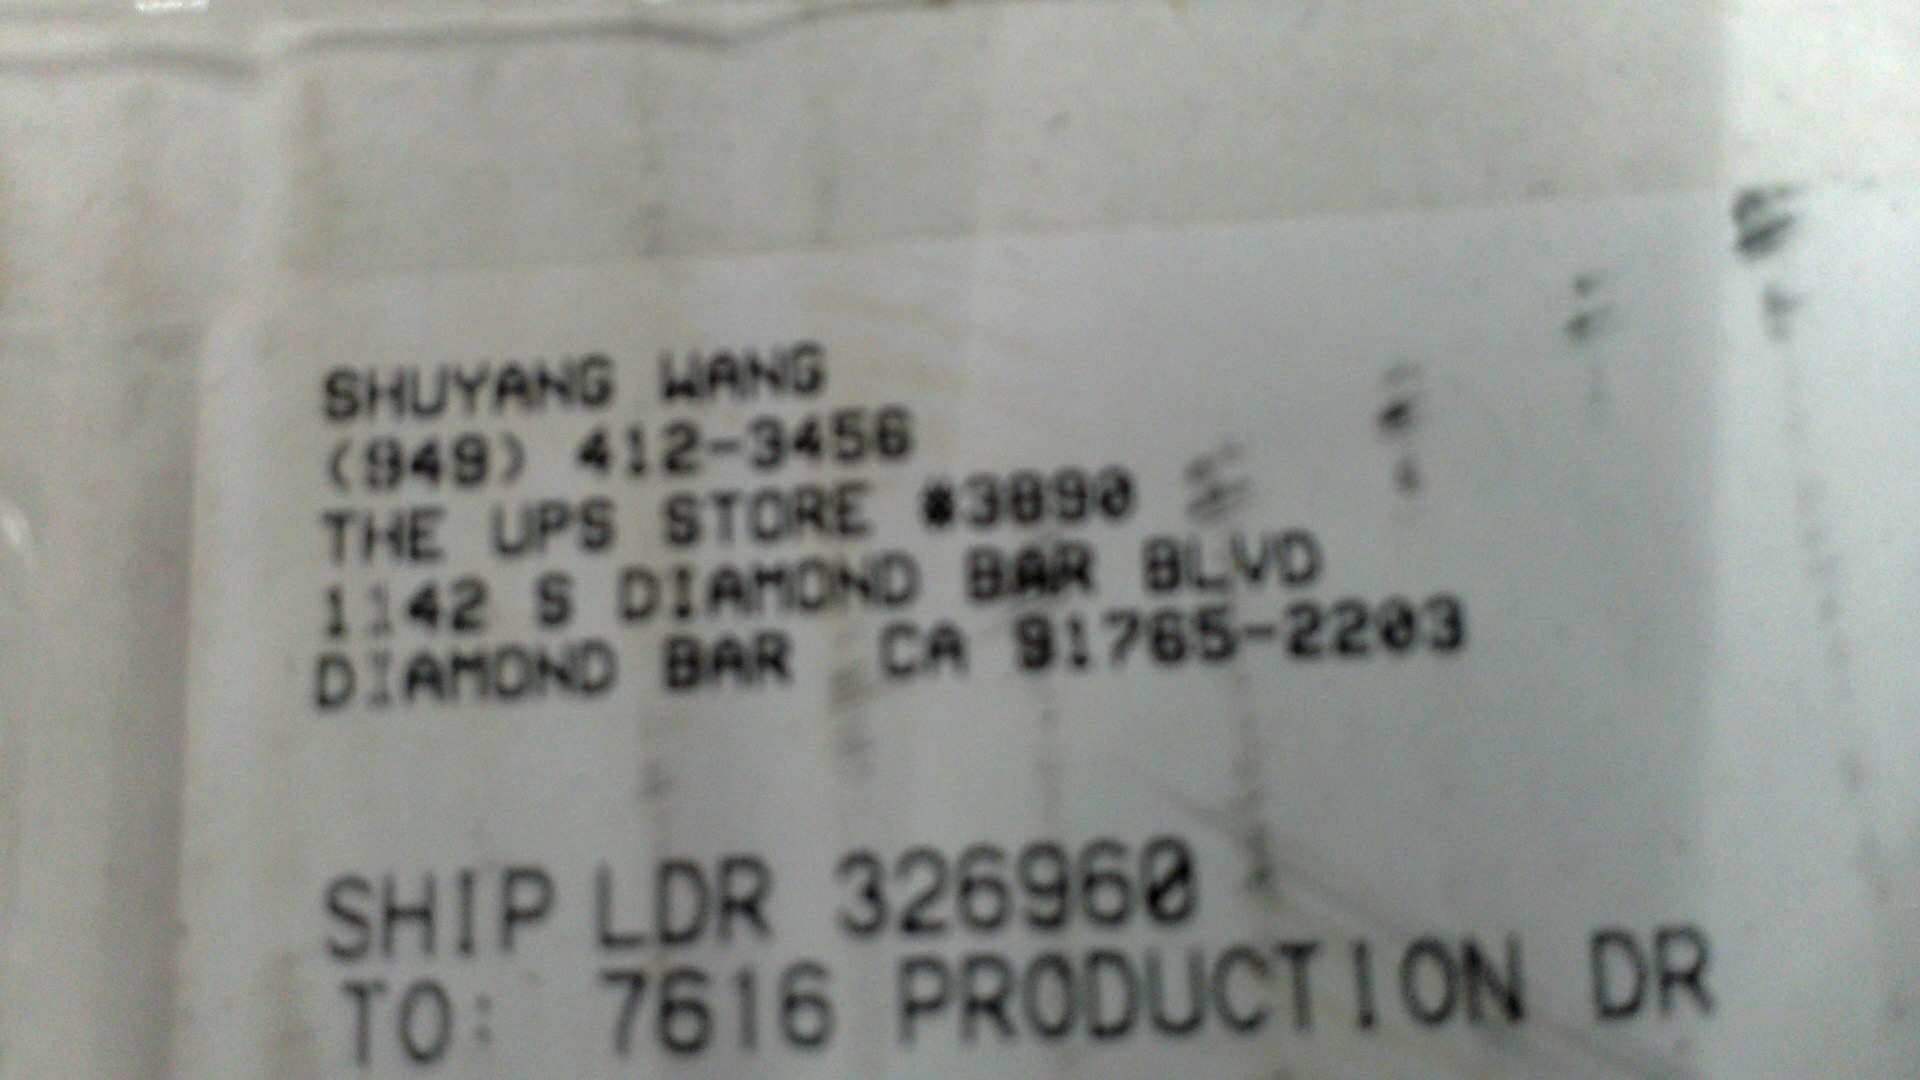 SHUYANG WANG
(949) 412-3456
THE UPS STORE #3890
1142 S DIAMOND BAR BLVD
DIAMOND BAR CA 91765-2203
SHIP LDR 326960
TO: 7616 PRODUCTION DR